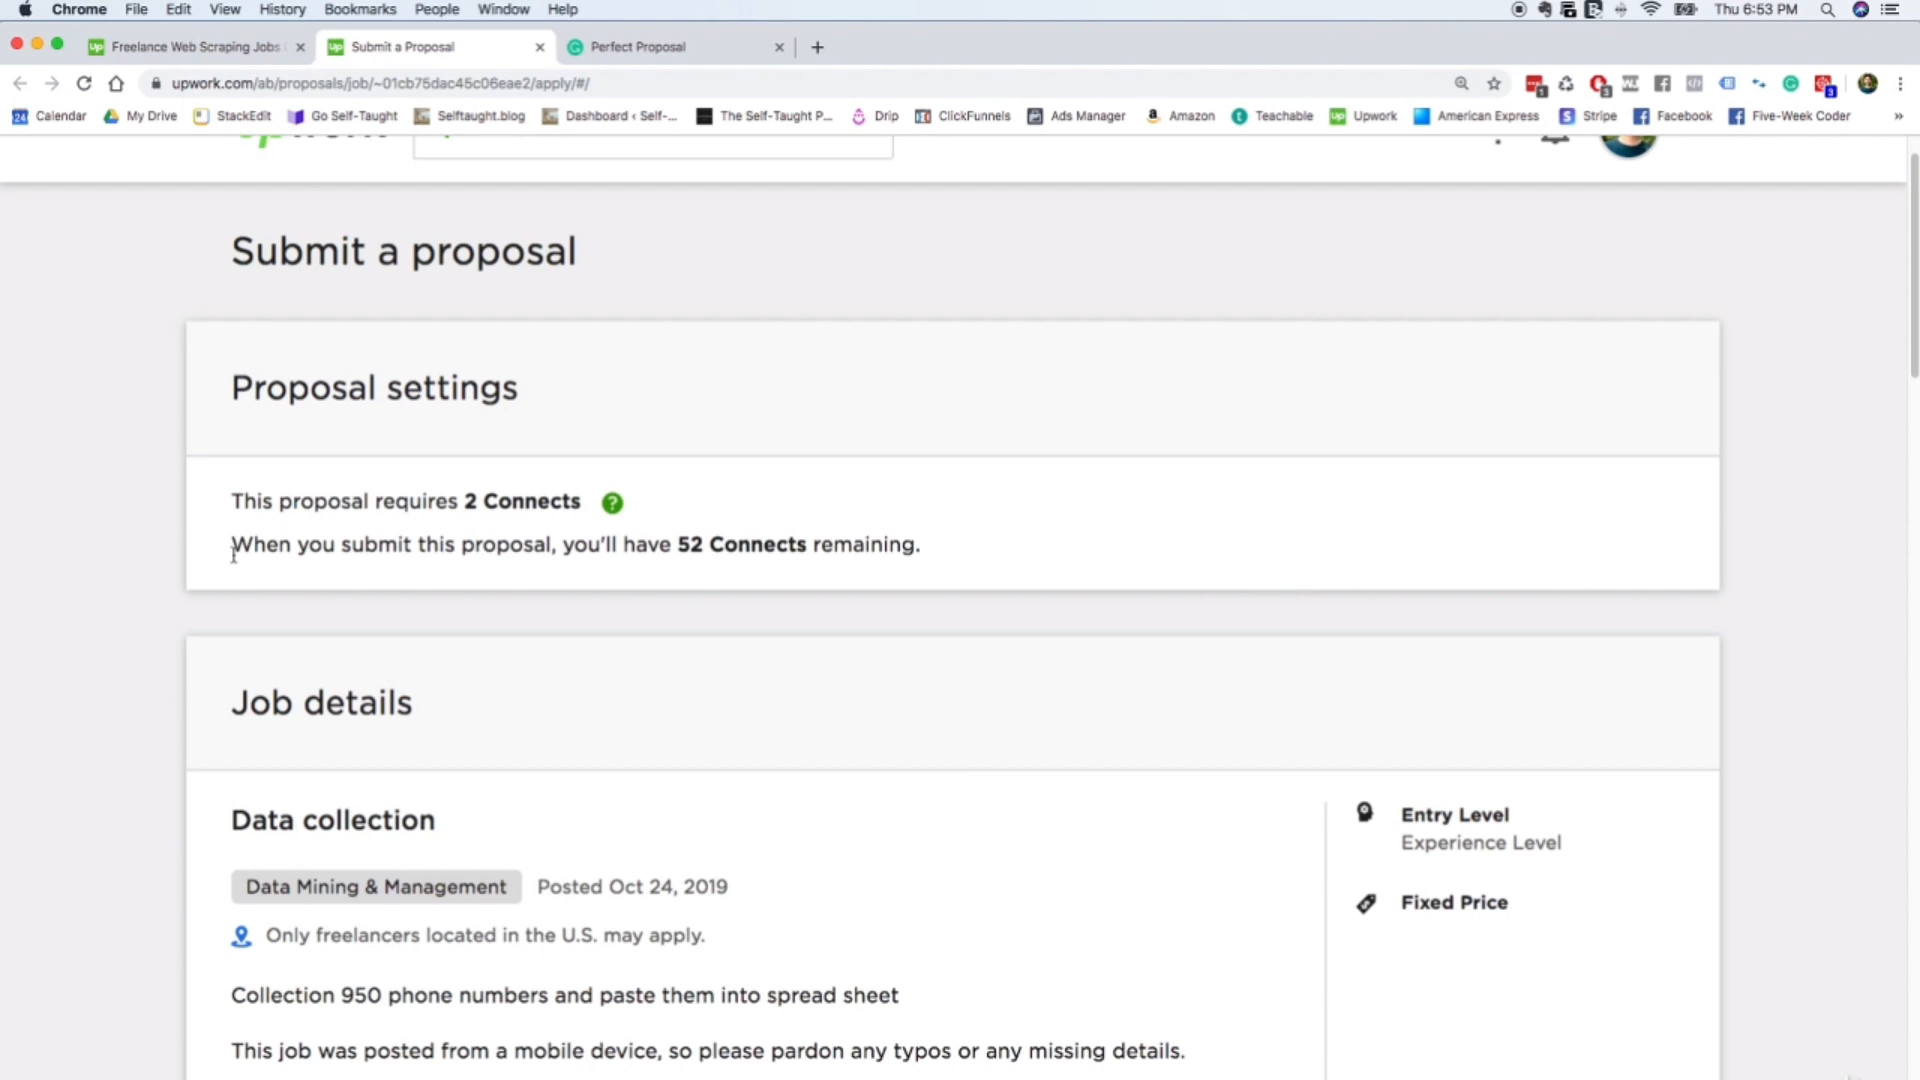 Chrome File Edit View History Bookmarks People Window Help Thu 6:53 PM
Freelance Web Scraping Jobs Submit a Proposal Perfect Proposal
upwork.com/ab/proposals/job/~01cb75dac45c06eae2/apply/#/
Calendar My Drive StackEdit Go Self-Taught Selftaught.blog Dashboard ‹ Self-... The Self-Taught P... Drip ClickFunnels Ads Manager Amazon Teachable Upwork American Express Stripe Facebook Five-Week Coder »
Submit a proposal
Proposal settings
This proposal requires 2 Connects ?
When you submit this proposal, you'll have 52 Connects remaining.
Job details
Data collection
Entry Level
Experience Level
Data Mining & Management Posted Oct 24, 2019
Fixed Price
Only freelancers located in the U.S. may apply.
Collection 950 phone numbers and paste them into spread sheet
This job was posted from a mobile device, so please pardon any typos or any missing details.